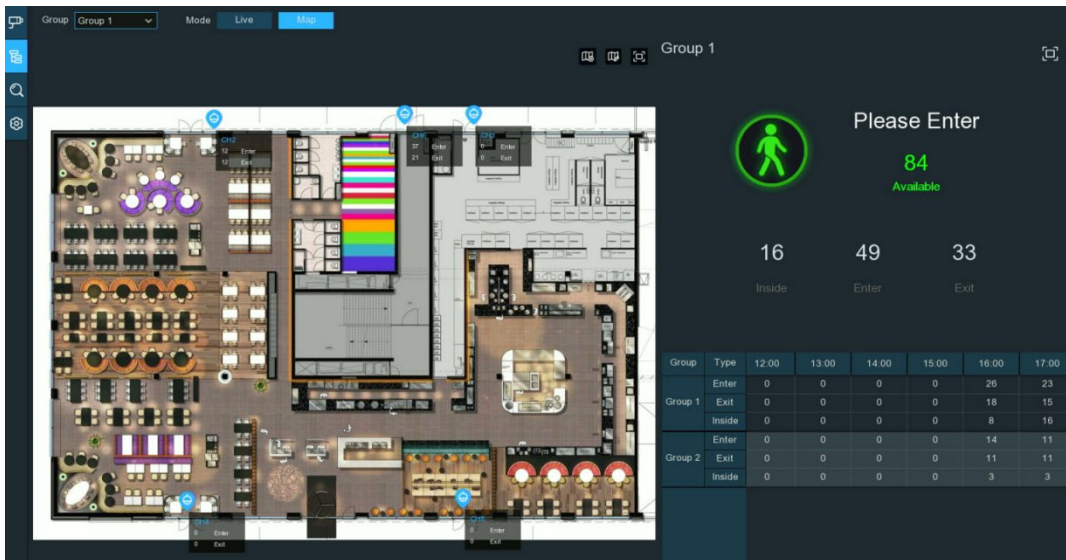 Group Group 1 Mode Live Map
Group 1
Please Enter
84
Available
16 49 33
Inside Enter Exit
CH2
12 Enter
12 Exit
37 Enter
21 Exit
0 Enter
0 Exit
0 Enter
0 Exit
0 Exit
Group Type 12:00 13:00 14:00 15:00 16:00 17:00
Enter 0 0 0 0 26 23
Group 1 Exit 0 0 0 0 18 15
Inside 0 0 0 0 8 16
Enter 0 0 0 0 14 11
Group 2 Exit 0 0 0 0 11 11
Inside 0 0 0 0 3 3